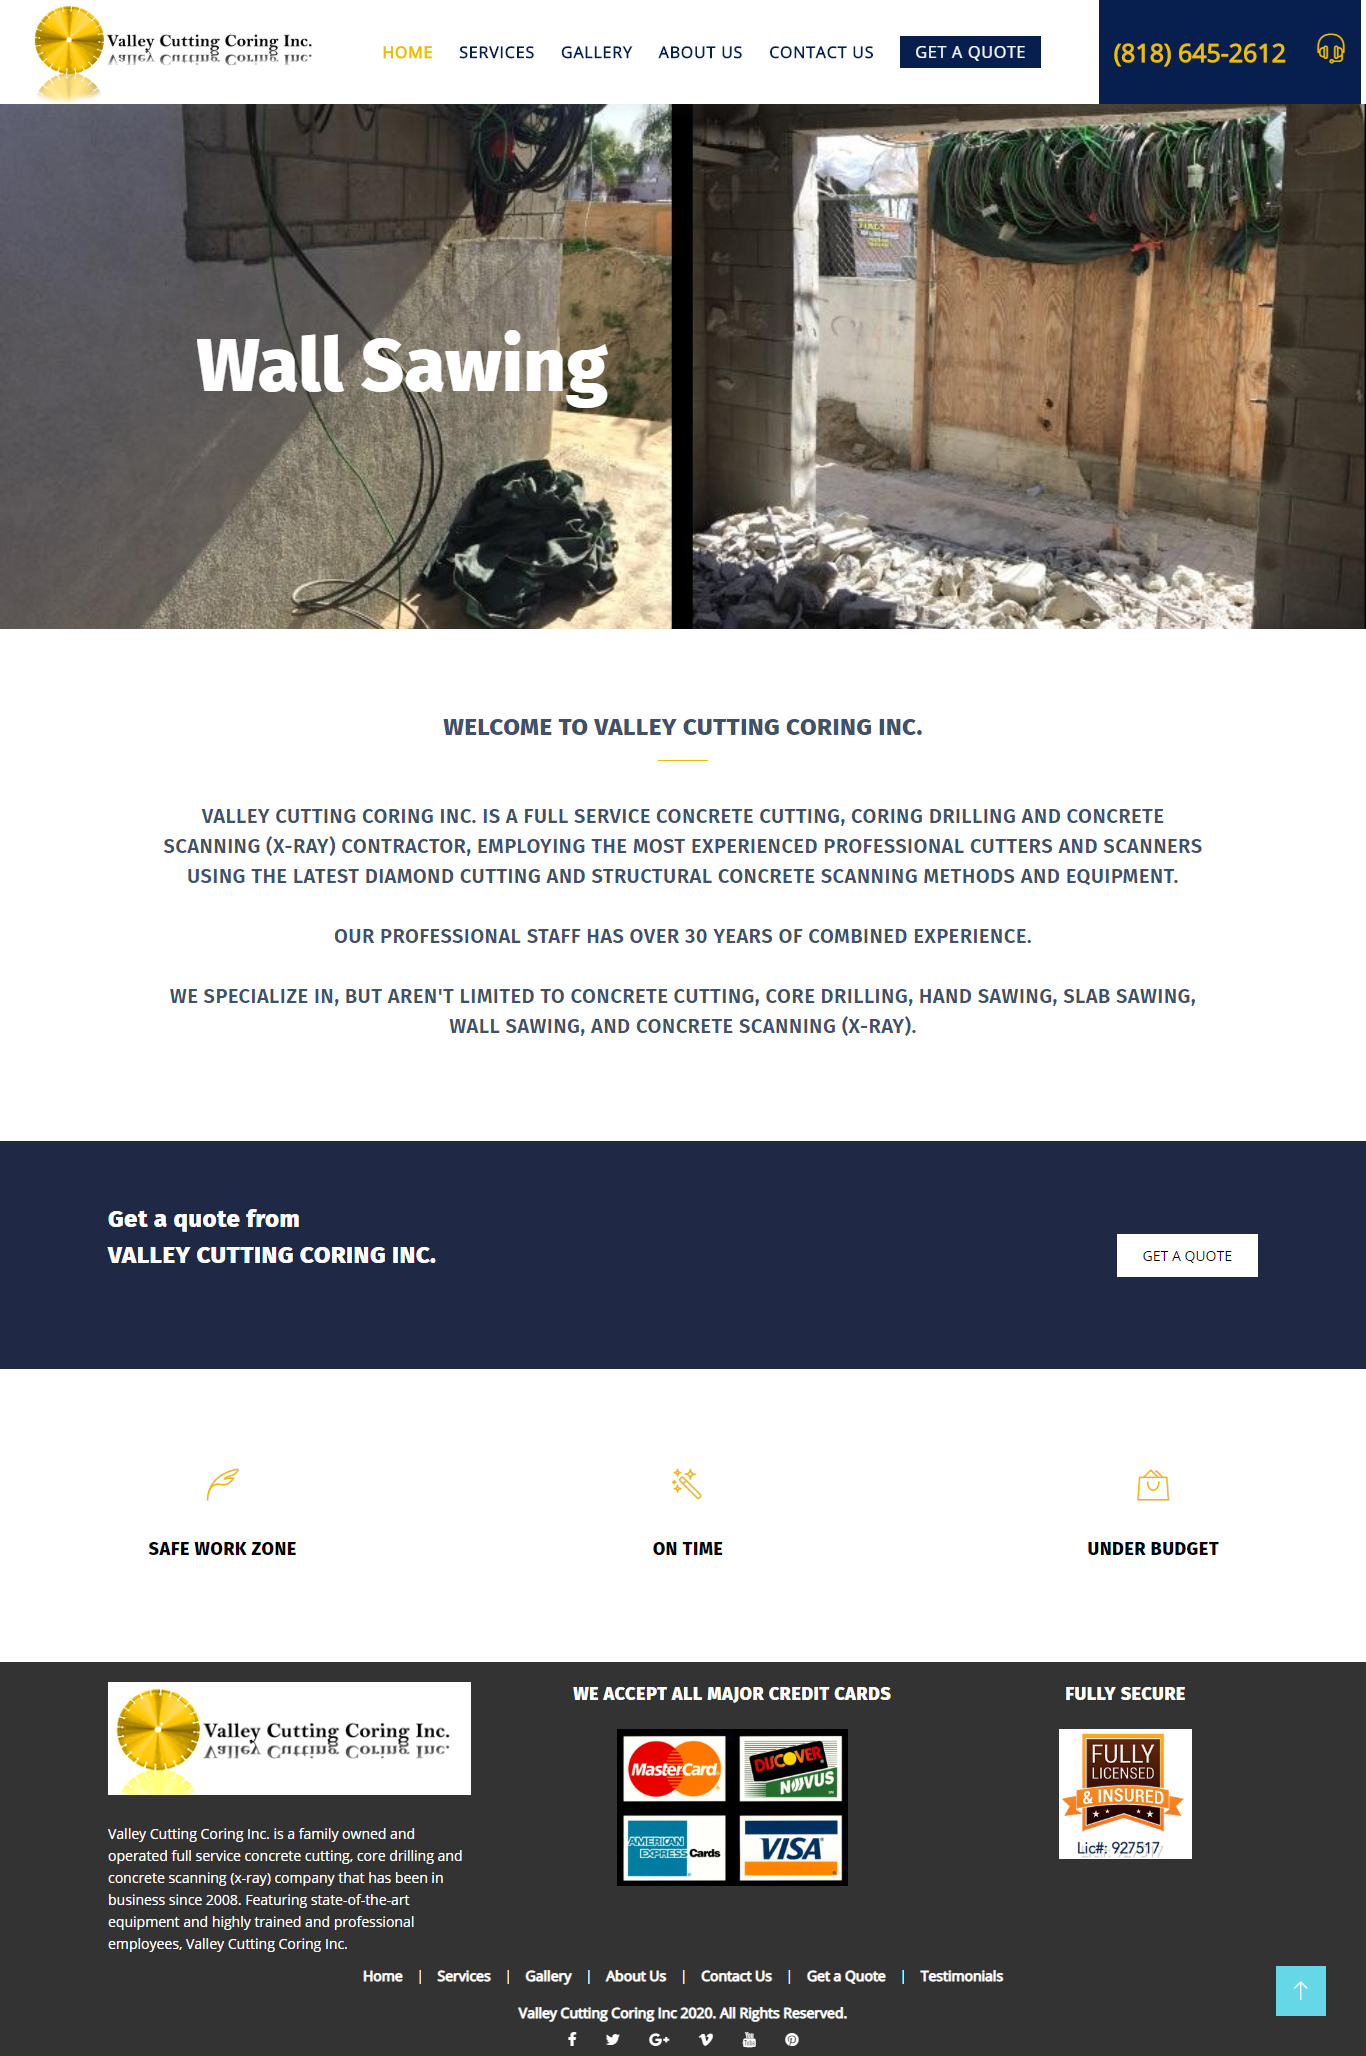 Valley Cutting Coring Inc.
HOME SERVICES GALLERY ABOUT US CONTACT US GET A QUOTE
(818) 645-2612
Wall Sawing
WELCOME TO VALLEY CUTTING CORING INC.
VALLEY CUTTING CORING INC. IS A FULL SERVICE CONCRETE CUTTING, CORING DRILLING AND CONCRETE
SCANNING (X-RAY) CONTRACTOR, EMPLOYING THE MOST EXPERIENCED PROFESSIONAL CUTTERS AND SCANNERS
USING THE LATEST DIAMOND CUTTING AND STRUCTURAL CONCRETE SCANNING METHODS AND EQUIPMENT.
OUR PROFESSIONAL STAFF HAS OVER 30 YEARS OF COMBINED EXPERIENCE.
WE SPECIALIZE IN, BUT AREN'T LIMITED TO CONCRETE CUTTING, CORE DRILLING, HAND SAWING, SLAB SAWING,
WALL SAWING, AND CONCRETE SCANNING (X-RAY).
Get a quote from
VALLEY CUTTING CORING INC.
GET A QUOTE
SAFE WORK ZONE
ON TIME
UNDER BUDGET
Valley Cutting Coring Inc.
Valley Cutting Coring Inc. is a family owned and
operated full service concrete cutting, core drilling and
concrete scanning (x-ray) company that has been in
business since 2008. Featuring state-of-the-art
equipment and highly trained and professional
employees, Valley Cutting Coring Inc.
WE ACCEPT ALL MAJOR CREDIT CARDS
MasterCard
DISCOVER
NOVUS
AMERICAN
EXPRESS Cards
VISA
FULLY SECURE
FULLY
LICENSED
& INSURED
Lic#: 927517
Home | Services | Gallery | About Us | Contact Us | Get a Quote | Testimonials
Valley Cutting Coring Inc 2020. All Rights Reserved.
You
Tube